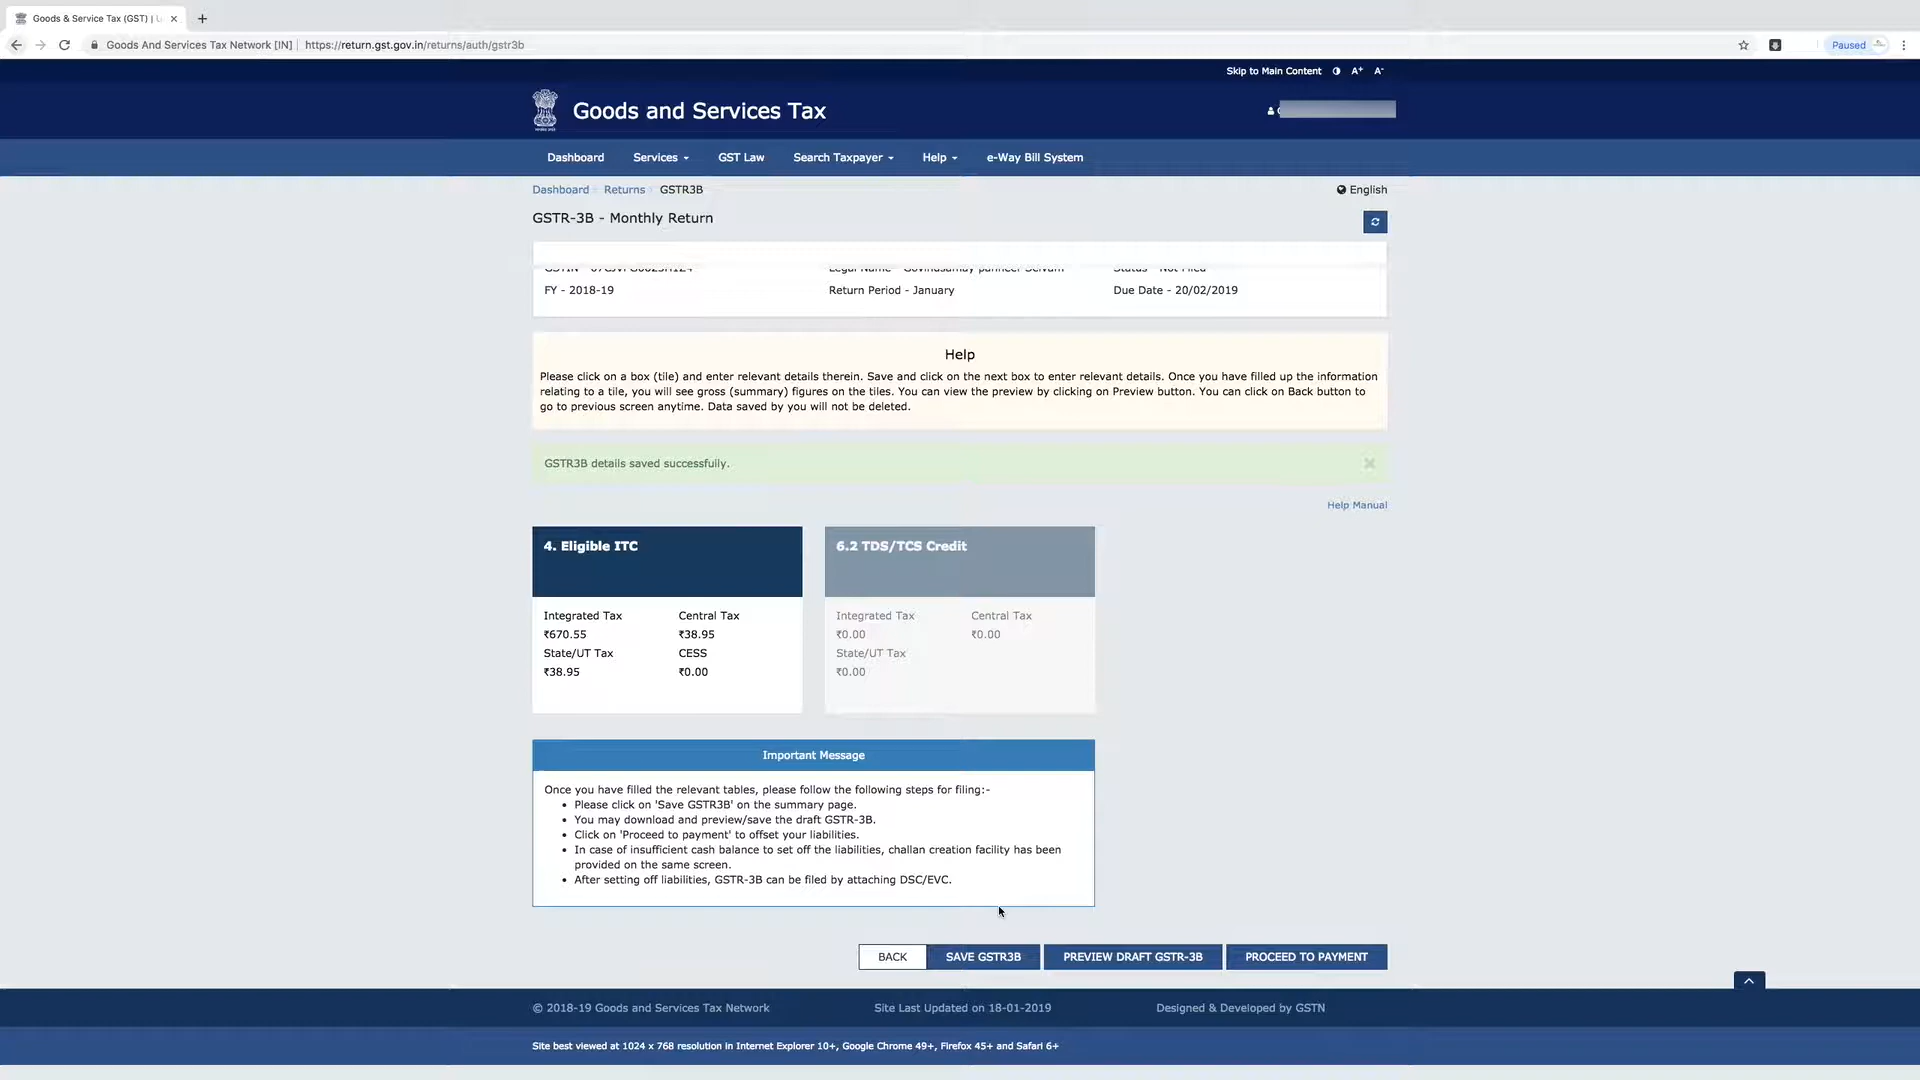 Goods & Service Tax (GST) |
Goods And Services Tax Network [IN] | https://return.gst.gov.in/returns/auth/gstr3b
Paused
Skip to Main Content A+ A-
Goods and Services Tax
Dashboard Services GST Law Search Taxpayer Help e-Way Bill System
Dashboard Returns GSTR3B
English
GSTR-3B - Monthly Return
FY - 2018-19 Return Period - January Due Date - 20/02/2019
Help
Please click on a box (tile) and enter relevant details therein. Save and click on the next box to enter relevant details. Once you have filled up the information
relating to a tile, you will see gross (summary) figures on the tiles. You can view the preview by clicking on Preview button. You can click on Back button to
go to previous screen anytime. Data saved by you will not be deleted.
GSTR3B details saved successfully.
Help Manual
4. Eligible ITC
Integrated Tax Central Tax
₹670.55 ₹38.95
State/UT Tax CESS
₹38.95 ₹0.00
6.2 TDS/TCS Credit
Integrated Tax Central Tax
₹0.00 ₹0.00
State/UT Tax
₹0.00
Important Message
Once you have filled the relevant tables, please follow the following steps for filing:-
• Please click on 'Save GSTR3B' on the summary page.
• You may download and preview/save the draft GSTR-3B.
• Click on 'Proceed to payment' to offset your liabilities.
• In case of insufficient cash balance to set off the liabilities, challan creation facility has been
provided on the same screen.
• After setting off liabilities, GSTR-3B can be filed by attaching DSC/EVC.
BACK SAVE GSTR3B PREVIEW DRAFT GSTR-3B PROCEED TO PAYMENT
© 2018-19 Goods and Services Tax Network Site Last Updated on 18-01-2019 Designed & Developed by GSTN
Site best viewed at 1024 x 768 resolution in Internet Explorer 10+, Google Chrome 49+, Firefox 45+ and Safari 6+